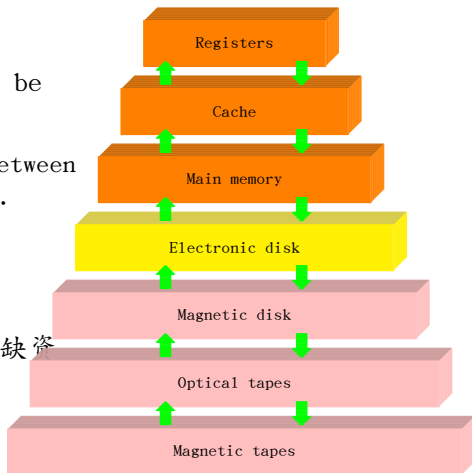 Registers
be
Cache
etween
Main memory
.
Electronic disk
Magnetic disk
缺资
Optical tapes
Magnetic tapes